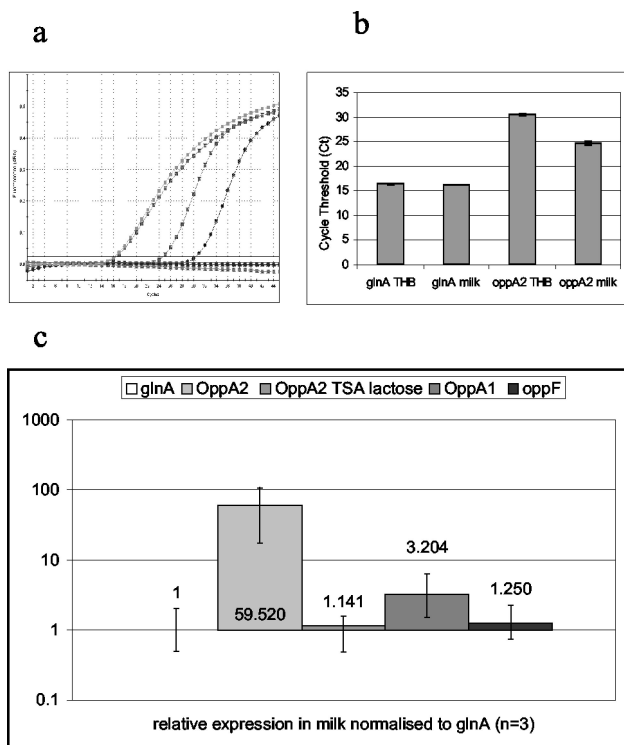 a
b
Cycles
35
30
25
20
15
10
5
0
Cycle Threshold (Ct)
glnA THB glnA milk oppA2 THB oppA2 milk
c
glnA OppA2 OppA2 TSA lactose OppA1 oppF
1000
100
10
1
0.1
1
59.520
1.141
3.204
1.250
relative expression in milk normalised to glnA (n=3)